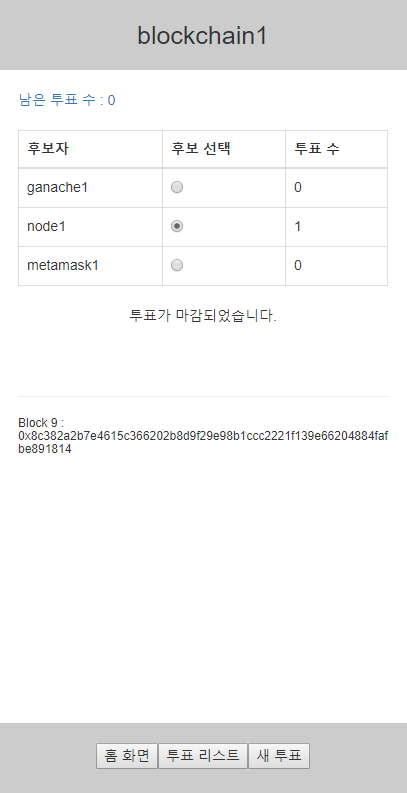 blockchain1
남은 투표 수 : 0
후보자 후보 선택 투표 수
ganache1 0
node1 1
metamask1 0
투표가 마감되었습니다.
Block 9 :
0x8c382a2b7e4615c366202b8d9f29e98b1ccc2221f139e66204884faf
be891814
홈 화면 투표 리스트 새 투표